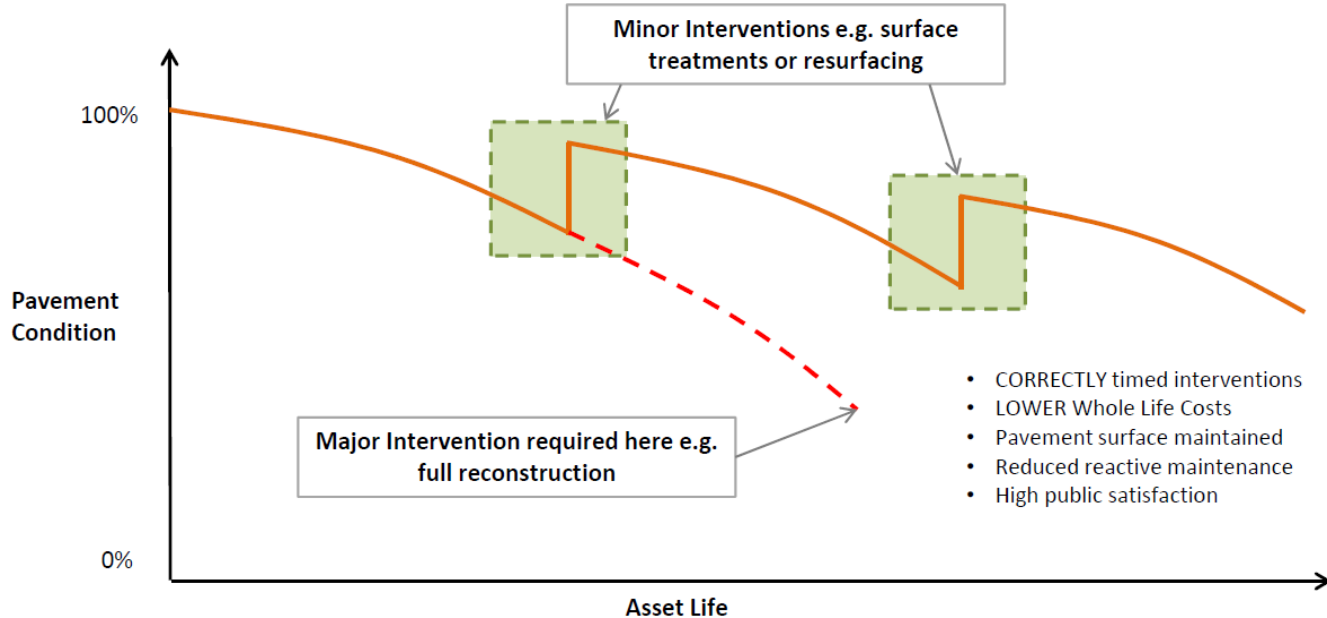 Minor Interventions e.g. surface
treatments or resurfacing
100%
Pavement
Condition
• CORRECTLY timed interventions
• LOWER Whole Life Costs
• Pavement surface maintained
• Reduced reactive maintenance
• High public satisfaction
Major Intervention required here e.g.
full reconstruction
0%
Asset Life